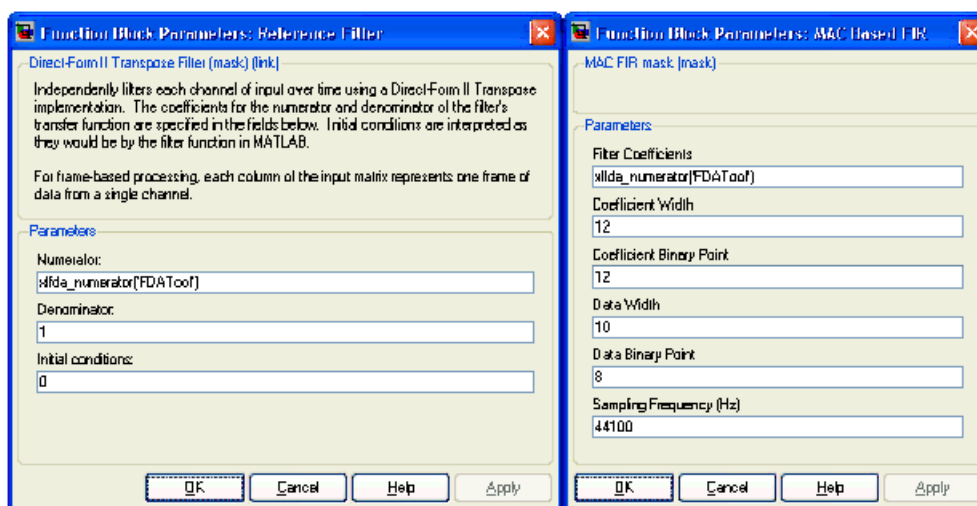 Function Block Parameters: Reference Filter
Direct-Form II Transpose Filter (mask) (link)
Independently filters each channel of input over time using a Direct-Form II Transpose
implementation. The coefficients for the numerator and denominator of the filter's
transfer function are specified in the fields below. Initial conditions are interpreted as
they would be by the filter function in MATLAB.
For frame-based processing, each column of the input matrix represents one frame of
data from a single channel.
Parameters
Numerator:
xlfda_numerator('FDATool')
Denominator:
1
Initial conditions:
0
OK Cancel Help Apply
Function Block Parameters: MAC Based FIR
MAC FIR mask (mask)
Parameters
Filter Coefficients
xlfda_numerator('FDATool')
Coefficient Width
12
Coefficient Binary Point
12
Data Width
10
Data Binary Point
8
Sampling Frequency (Hz)
44100
OK Cancel Help Apply